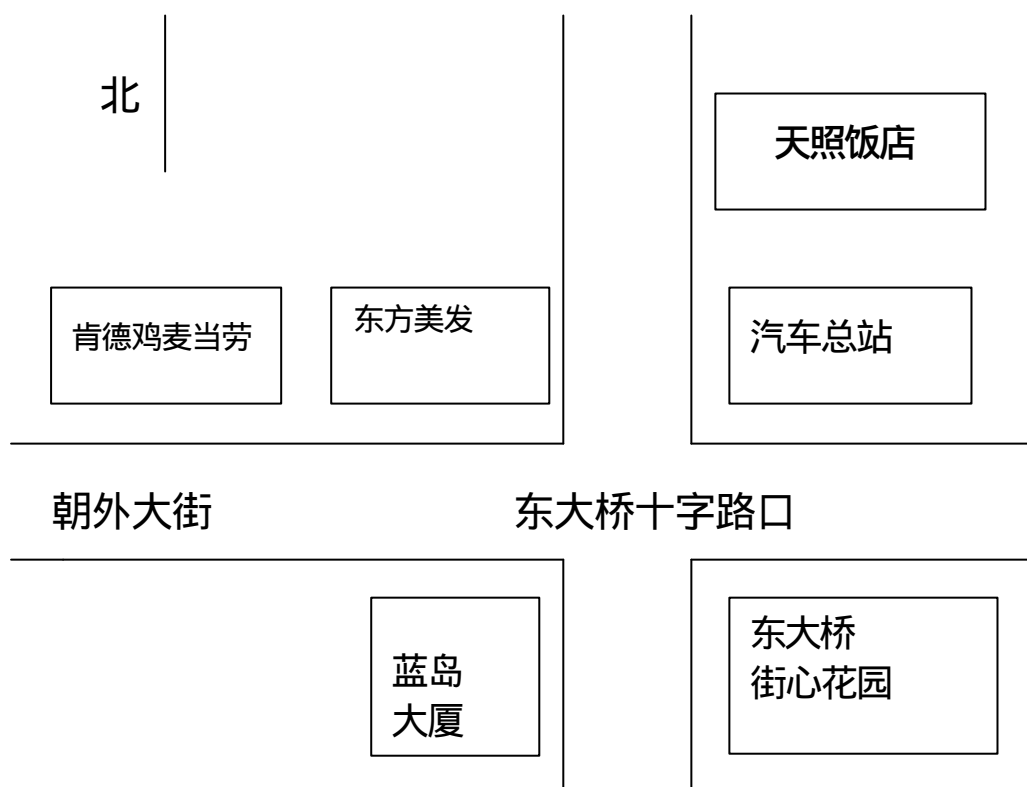 北
天照饭店
肯德鸡麦当劳
东方美发
汽车总站
朝外大街
东大桥十字路口
蓝岛
大厦
东大桥
街心花园